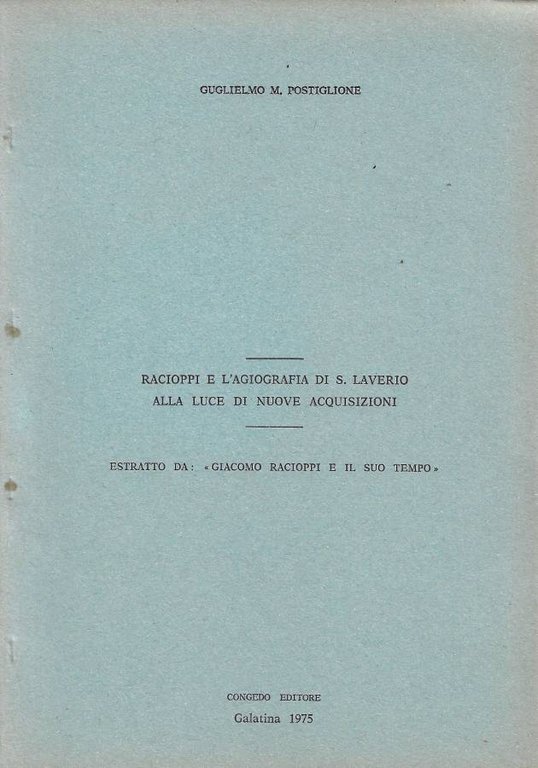 GUGLIELMO M. POSTIGLIONE
RACIOPPI E L'AGIOGRAFIA DI S. LAVERIO
ALLA LUCE DI NUOVE ACQUISIZIONI
ESTRATTO DA: «GIACOMO RACIOPPI E IL SUO TEMPO»
CONGEDO EDITORE
Galatina 1975